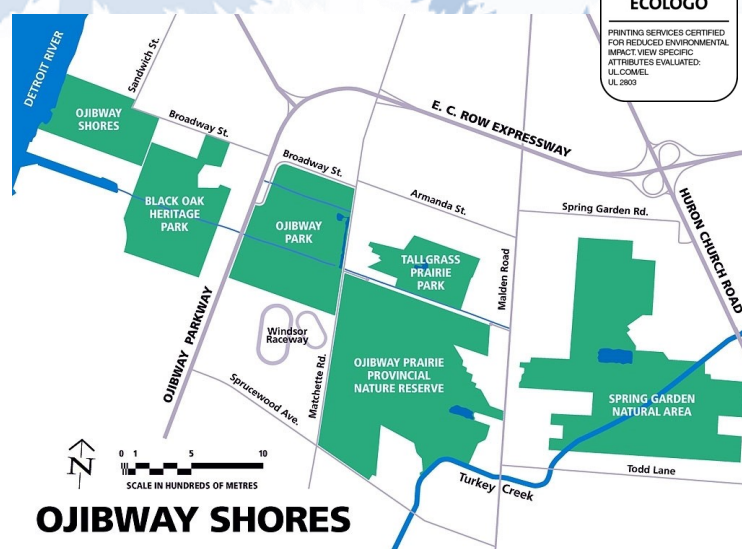 ECOLOGO
PRINTING SERVICES CERTIFIED
FOR REDUCED ENVIRONMENTAL
IMPACT. VIEW SPECIFIC
ATTRIBUTES EVALUATED:
UL.COM/EL
UL 2803
DETROIT RIVER
Sandwich St.
OJIBWAY
SHORES
Broadway St.
E. C. ROW EXPRESSWAY
Broadway St.
BLACK OAK
HERITAGE
PARK
OJIBWAY
PARK
Armanda St.
Spring Garden Rd.
HURON CHURCH ROAD
TALLGRASS
PRAIRIE
PARK
Malden Road
OJIBWAY PARKWAY
Windsor
Raceway
Matchette Rd.
Sprucewood Ave.
OJIBWAY PRAIRIE
PROVINCIAL
NATURE RESERVE
SPRING GARDEN
NATURAL AREA
Todd Lane
Turkey Creek
N
0 1 5 10
SCALE IN HUNDREDS OF METRES
OJIBWAY SHORES